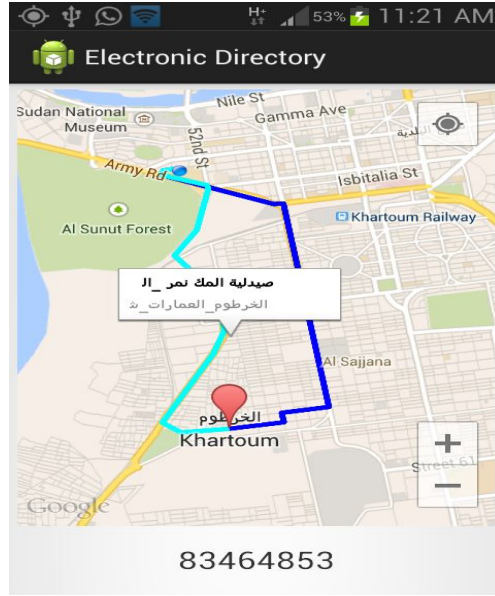 H+ 53% 11:21 AM
Electronic Directory
Sudan National
Museum
Nile St
Gamma Ave
52nd St
Army Rd
Isbitalia St
Al Sunut Forest
Khartoum Railway
صيدلية المك نمر _ال
الخرطوم_العمارات_ش
Al Sajjana
الخرطوم
Khartoum
Street 61
Google
83464853